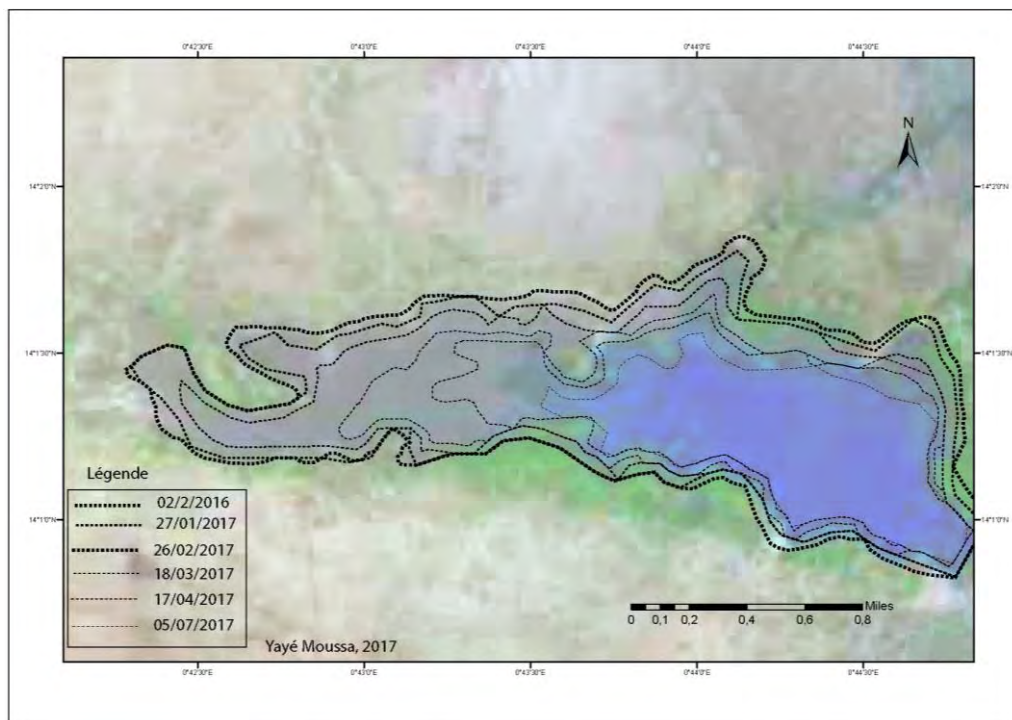 0°42'30"E 0°43'0"E 0°43'30"E 0°44'0"E 0°44'30"E
N
14°2'0"N 14°2'0"N
14°1'30"N 14°1'30"N
Légende
02/2/2016
27/01/2017
26/02/2017
18/03/2017
17/04/2017
05/07/2017
14°1'0"N 14°1'0"N
Miles
0 0,1 0,2 0,4 0,6 0,8
Yayé Moussa, 2017
0°42'30"E 0°43'0"E 0°43'30"E 0°44'0"E 0°44'30"E